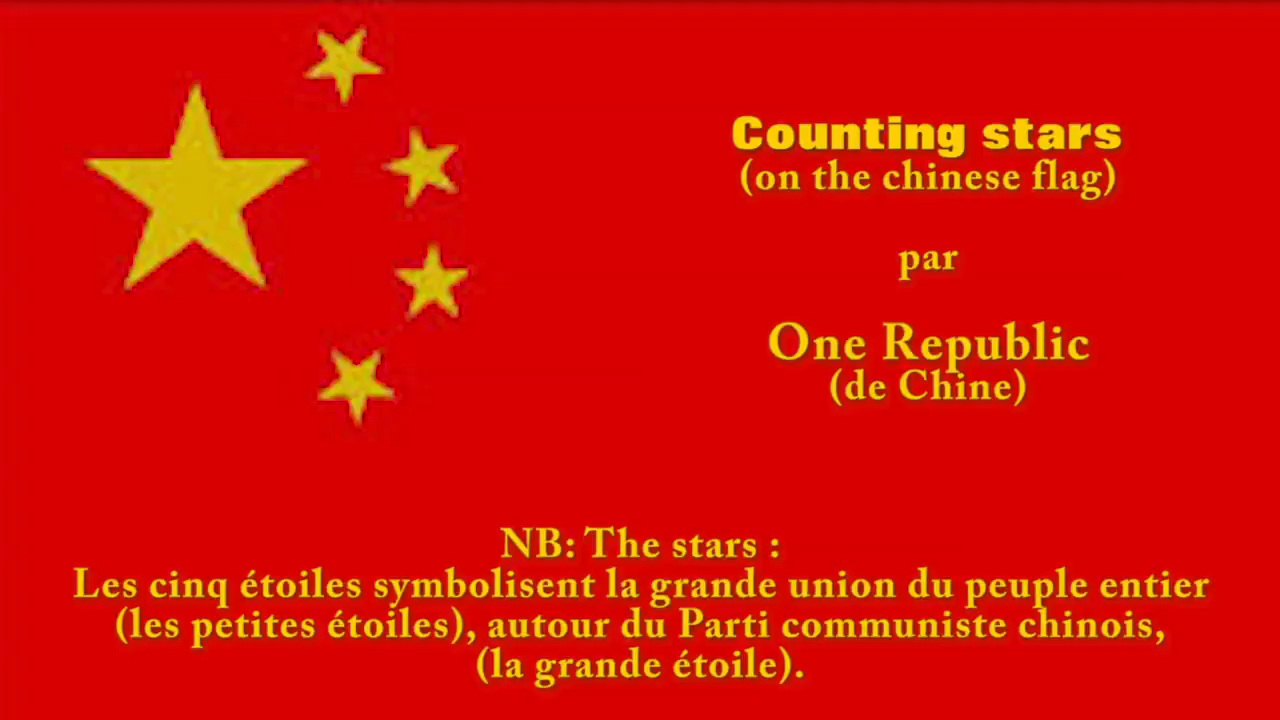 Counting stars
(on the chinese flag)
par
One Republic
(de Chine)
NB: The stars :
Les cinq étoiles symbolisent la grande union du peuple entier
(les petites étoiles), autour du Parti communiste chinois,
(la grande étoile).